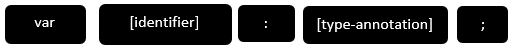 var [identifier] : [type-annotation] ;